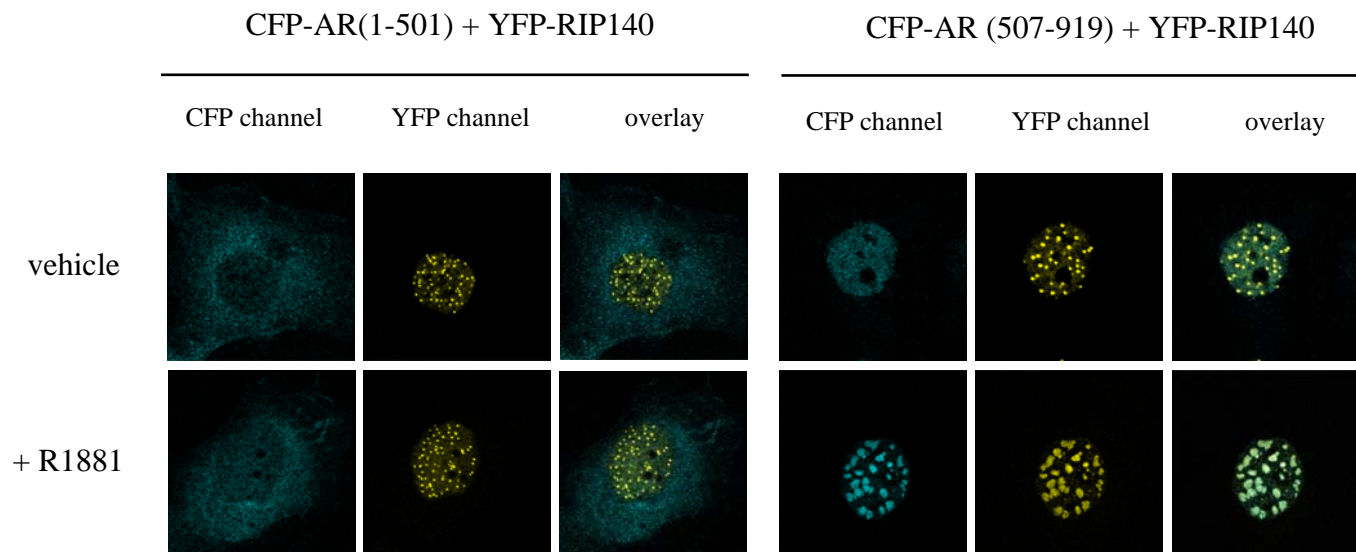 CFP-AR(1-501) + YFP-RIP140
CFP-AR (507-919) + YFP-RIP140
CFP channel
YFP channel
overlay
CFP channel
YFP channel
overlay
vehicle
+ R1881